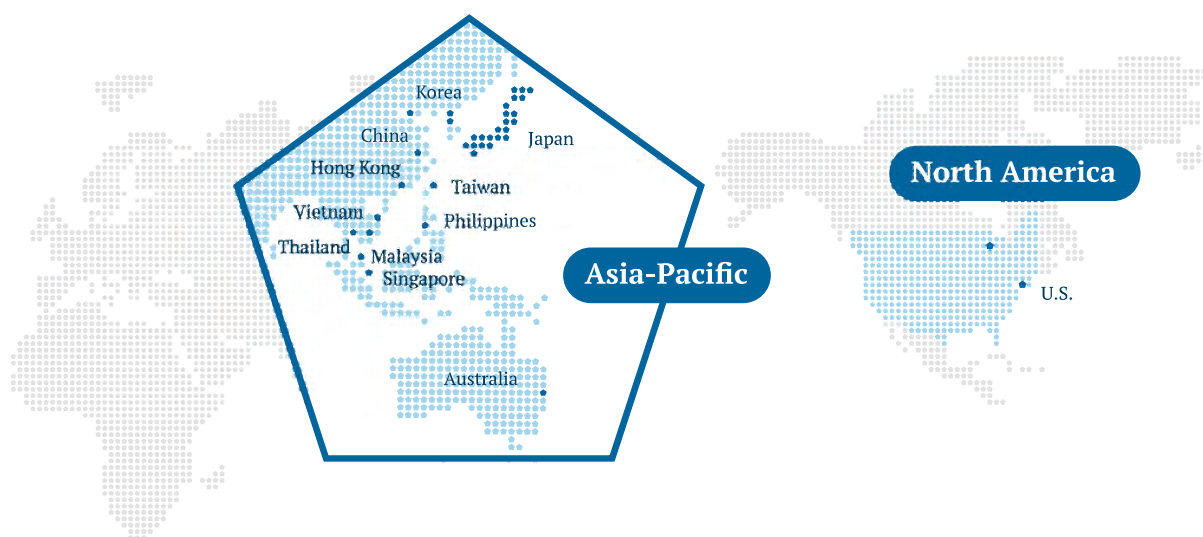 Korea
China
Japan
Hong Kong
Taiwan
Vietnam
Philippines
Thailand
Malaysia
Singapore
Asia-Pacific
Australia
North America
U.S.